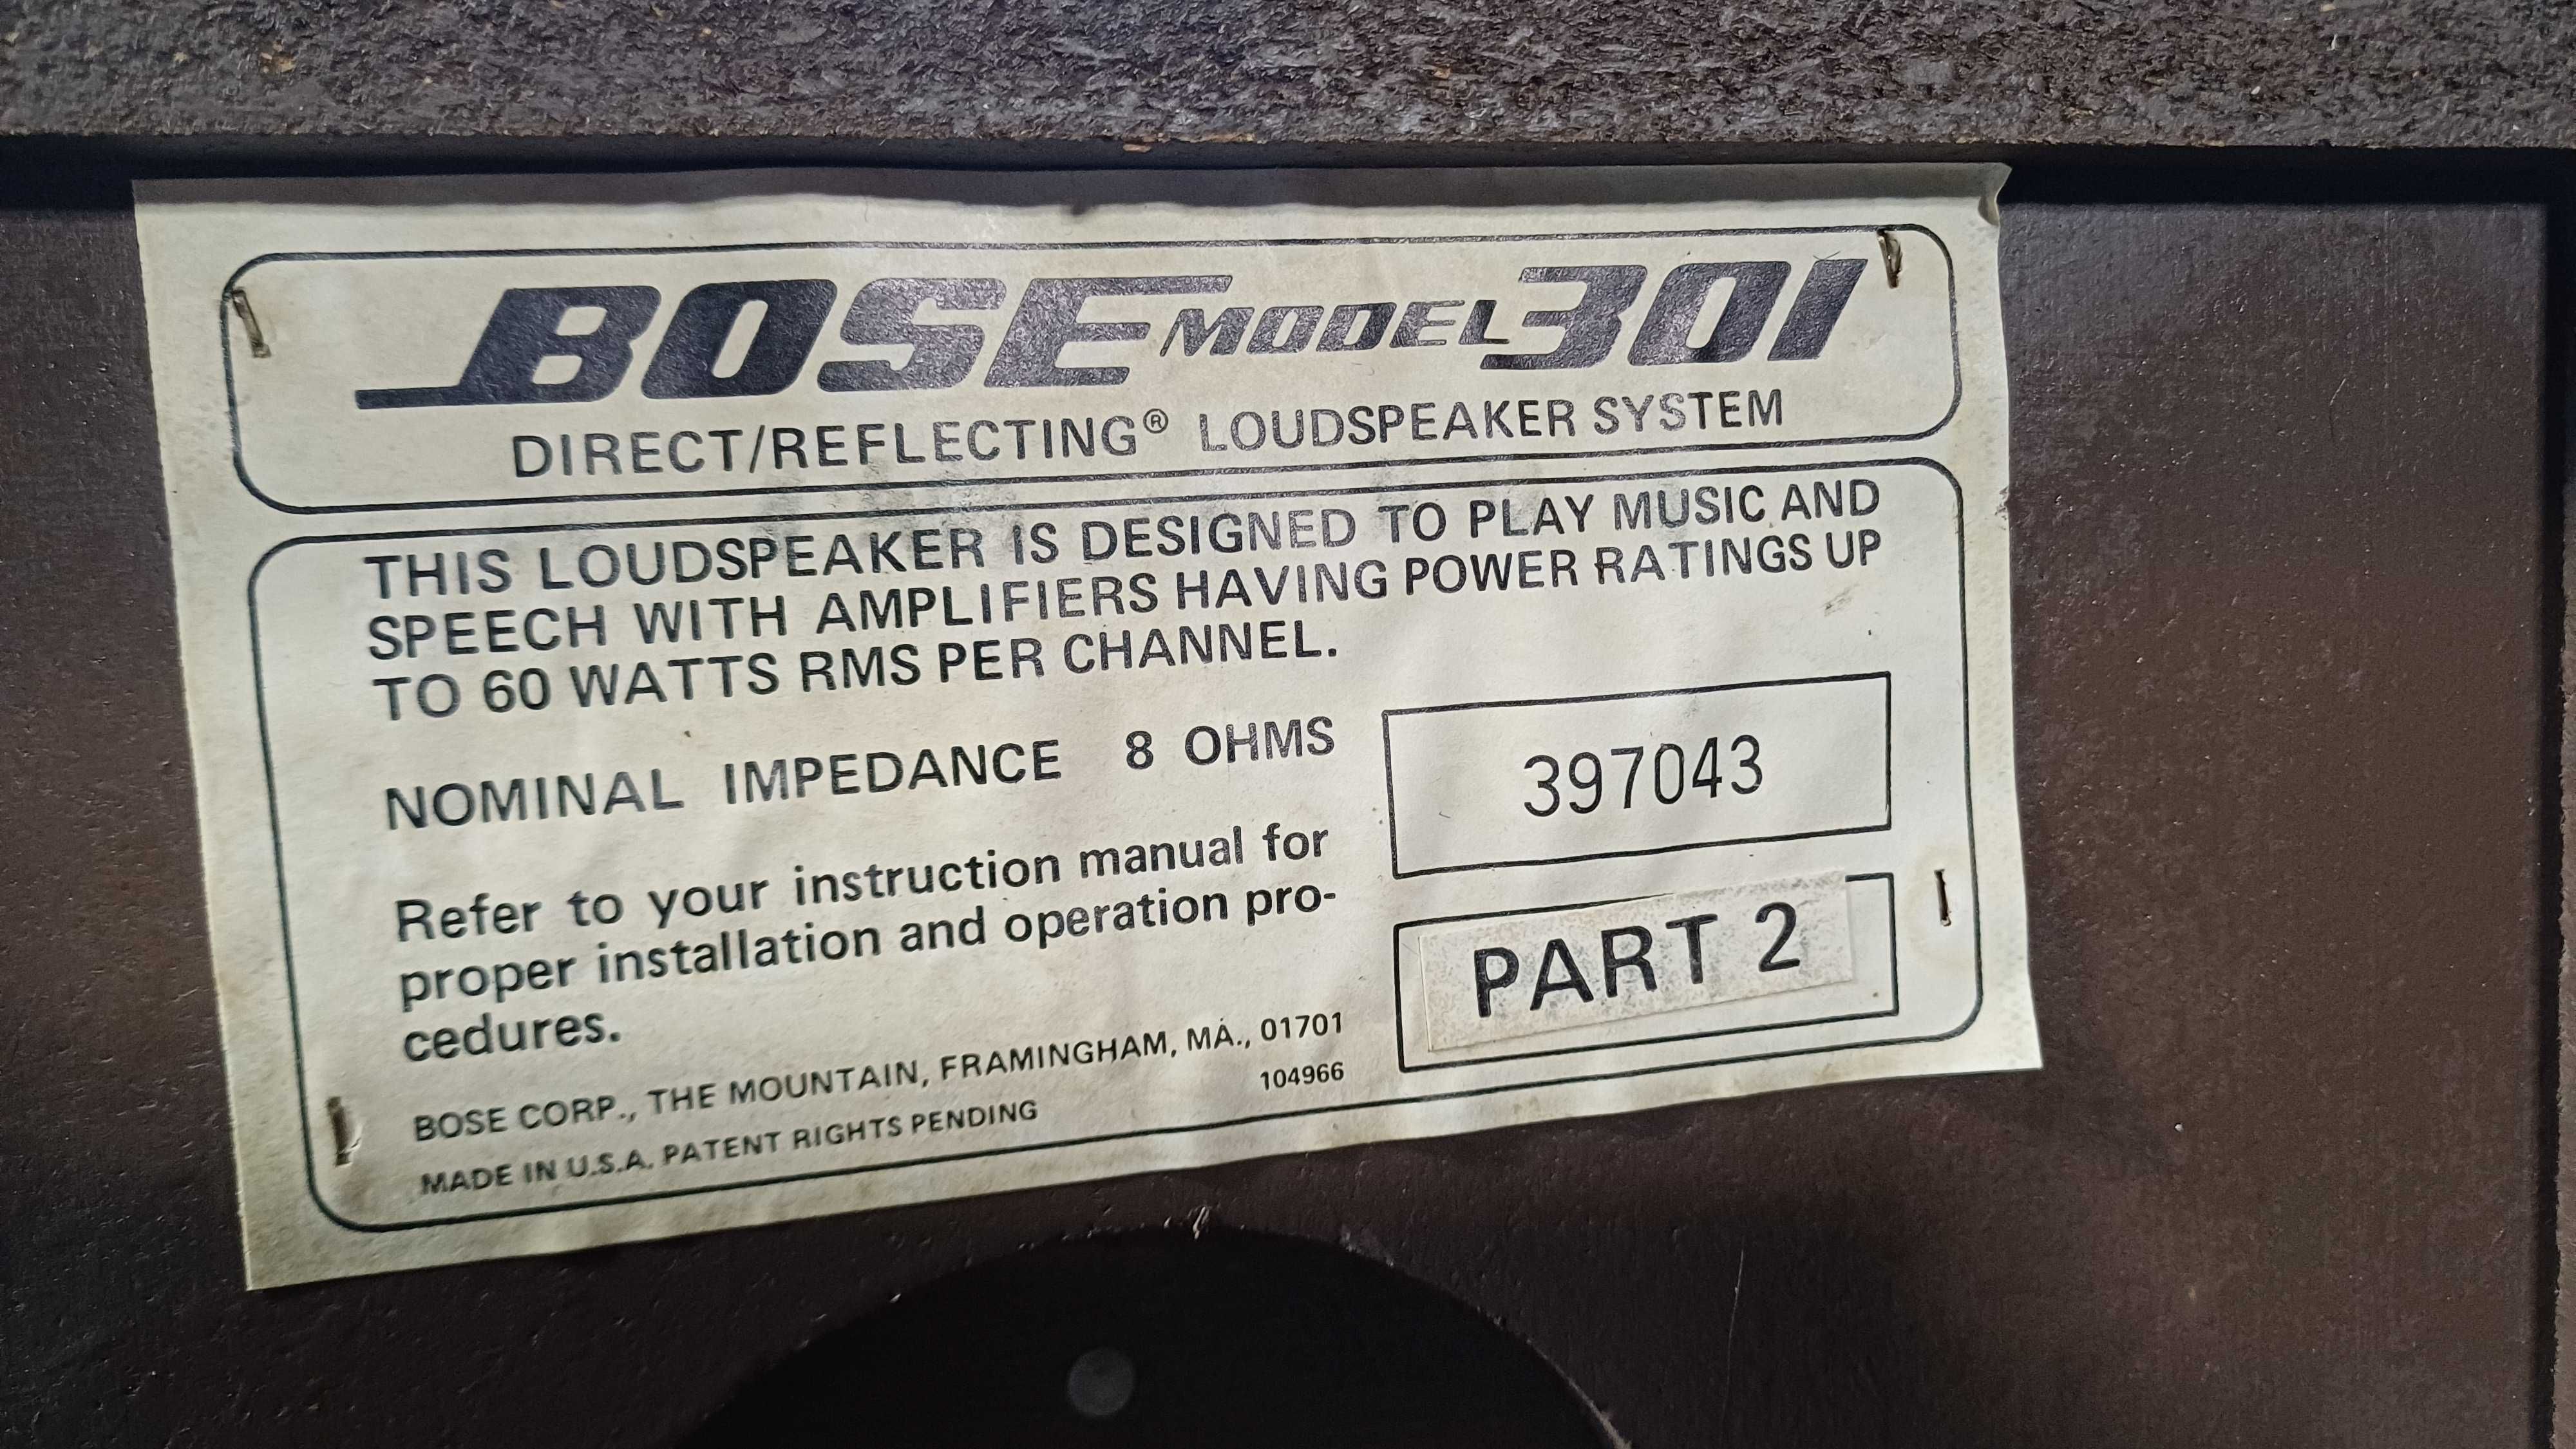 BOSE MODEL 301
DIRECT/REFLECTING® LOUDSPEAKER SYSTEM
THIS LOUDSPEAKER IS DESIGNED TO PLAY MUSIC AND
SPEECH WITH AMPLIFIERS HAVING POWER RATINGS UP
TO 60 WATTS RMS PER CHANNEL.
NOMINAL IMPEDANCE 8 OHMS
397043
Refer to your instruction manual for
proper installation and operation pro-
cedures.
PART 2
BOSE CORP., THE MOUNTAIN, FRAMINGHAM, MA., 01701
104966
MADE IN U.S.A. PATENT RIGHTS PENDING